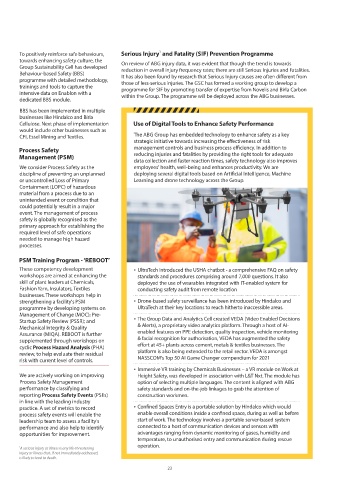 To positively reinforce safe behaviours,
towards enhancing safety culture, the
Group Sustainability Cell has developed
Behaviour-based Safety (BBS)
programme with detailed methodology,
trainings and tools to capture the
intensive data on Enablon with a
dedicated BBS module.
BBS has been implemented in multiple
businesses like Hindalco and Birla
Cellulose. Next phase of implementation
would include other businesses such as
CFI, Essel Mining and Textiles.
Process Safety
Management (PSM)
We consider Process Safety as the
discipline of preventing an unplanned
or uncontrolled Loss of Primary
Containment (LOPC) of hazardous
material from a process due to an
unintended event or condition that
could potentially result in a major
event. The management of process
safety is globally recognised as the
primary approach for establishing the
required level of safe operations
needed to manage high hazard
processes.
PSM Training Program - 'REBOOT'
These competency development
workshops are aimed at enhancing the
skill of plant leaders at Chemicals,
Fashion Yarn, Insulators, Textiles
businesses. These workshops help in
strengthening a facility's PSM
programme by developing systems on
Management of Change (MOC); Pre-
Startup Safety Review (PSSR); and
Mechanical Integrity & Quality
Assurance (MIQA). REBOOT is further
supplemented through workshops on
cyclic Process Hazard Analysis (PHA)
review, to help evaluate their residual
risk with current level of controls.
We are actively working on improving
Process Safety Management
performance by classifying and
reporting Process Safety Events (PSEs)
in line with the leading industry
practice. A set of metrics to record
process safety events will enable the
leadership team to assess a facility's
performance and also help to identify
opportunities for improvement.
Serious Injury¹ and Fatality (SIF) Prevention Programme
On review of ABG injury data, it was evident that though the trend is towards
reduction in overall injury frequency rates; there are still Serious Injuries and Fatalities.
It has also been found by research that Serious Injury causes are often different from
those of less serious injuries. The GSC has formed a working group to develop a
programme for SIF by promoting transfer of expertise from Novelis and Birla Carbon
within the Group. The programme will be deployed across the ABG businesses.
Use of Digital Tools to Enhance Safety Performance
The ABG Group has embedded technology to enhance safety as a key
strategic initiative towards increasing the effectiveness of risk
management controls and business process efficiency. In addition to
reducing injuries and fatalities by providing the right tools for adequate
data collection and faster reaction times, safety technology also improves
employees' health, well-being and enhances productivity. We are
deploying several digital tools based on Artificial Intelligence, Machine
Learning and drone technology across the Group.
• UltraTech introduced the USHA chatbot - a comprehensive FAQ on safety
standards and procedures comprising around 7,000 questions. It also
deployed the use of wearables integrated with IT-enabled system for
conducting safety audit from remote location
• Drone-based safety surveillance has been introduced by Hindalco and
UltraTech at their key locations to reach hitherto inaccessible areas
• The Group Data and Analytics Cell created VEDA (Video Enabled Decisions
& Alerts), a proprietary video analytics platform. Through a host of AI-
enabled features on PPE detection, quality inspection, vehicle monitoring
& facial recognition for authorisation, VEDA has augmented the safety
effort at 45+ plants across cement, metals & textiles businesses. The
platform is also being extended to the retail sector. VEDA is amongst
NASSCOM's Top 50 AI Game Changer compendium for 2021
• Immersive VR training by Chemicals Businesses – a VR module on Work at
Height Safety, was developed in association with L&T Nxt. The module has
option of selecting multiple languages. The content is aligned with ABG
safety standards and on-the-job linkages to grab the attention of
construction workmen.
• Confined Spaces Entry is a portable solution by Hindalco which would
enable overall conditions inside a confined space, during as well as before
start of work. The technology involves a portable server-based system
connected to a host of communication devices and sensors with
advantages ranging from dynamic monitoring of gases, humidity and
temperature, to unauthorised entry and communication during rescue
operation.